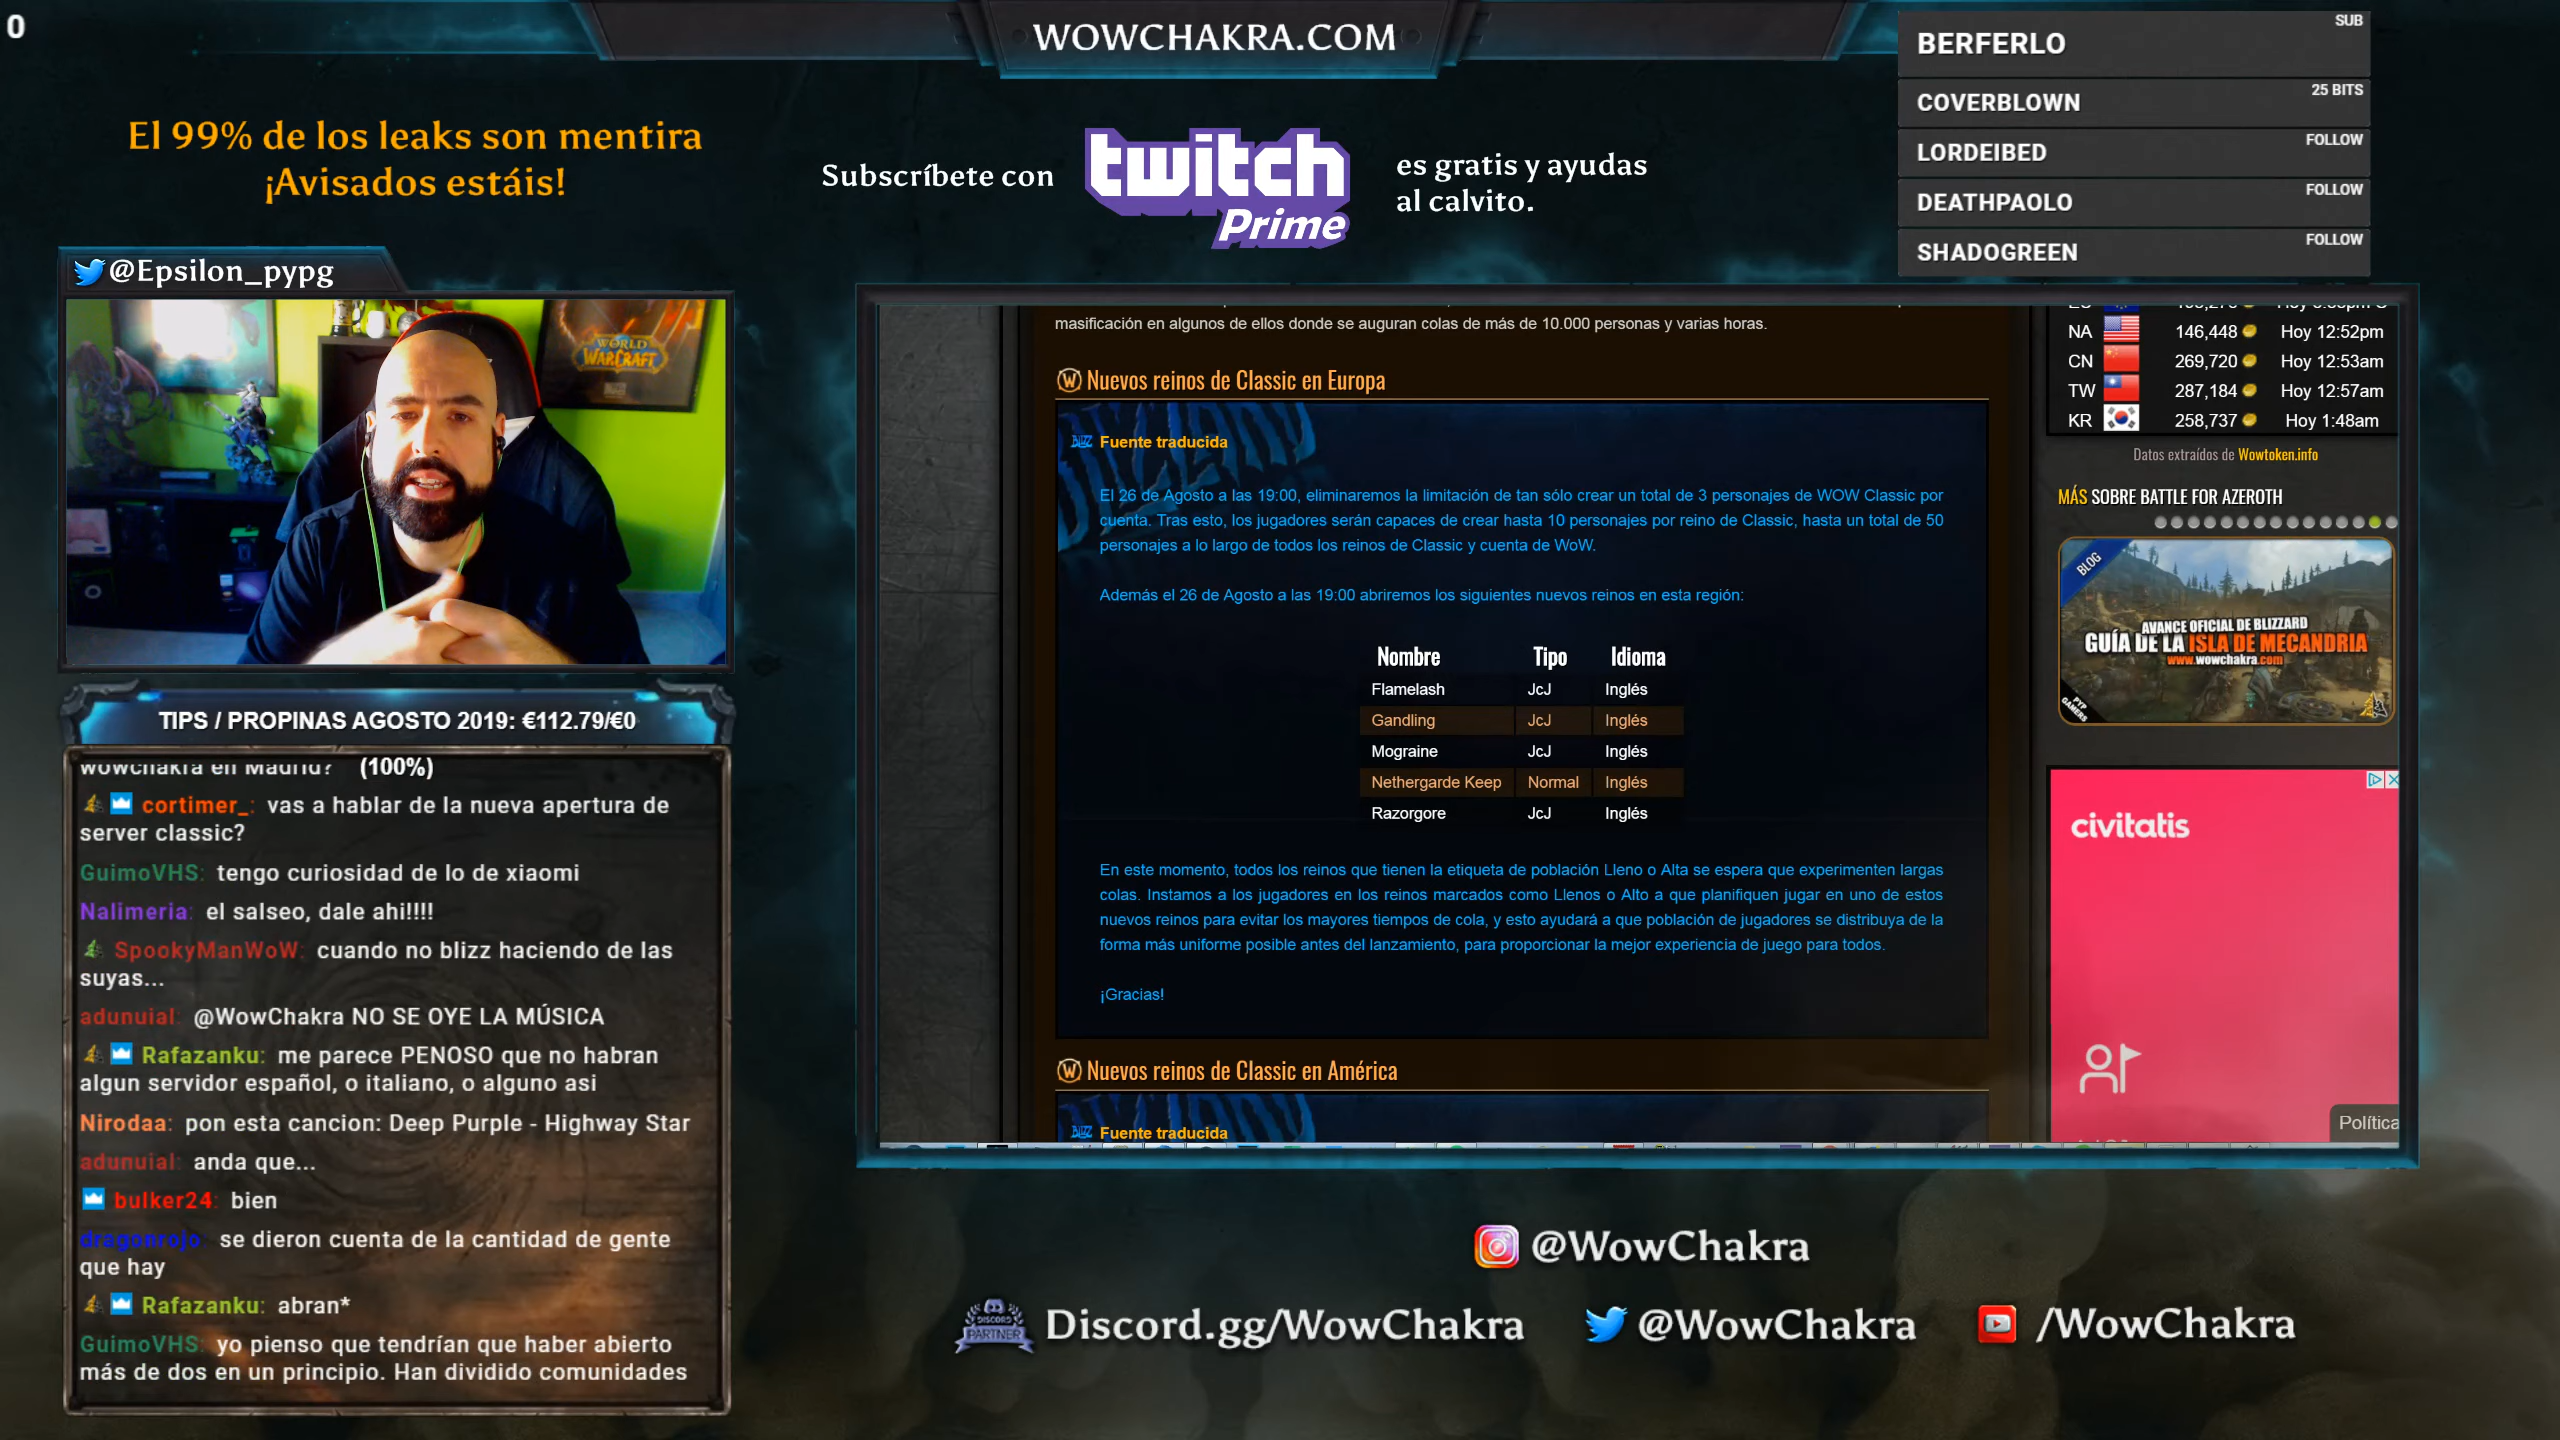 0
WOWCHAKRA.COM
El 99% de los leaks son mentira
¡Avisados estáis!
Subscríbete con
twitch
Prime
es gratis y ayudas
al calvito.
BERFERLO SUB
COVERBLOWN 25 BITS
LORDEIBED FOLLOW
DEATHPAOLO FOLLOW
SHADOGREEN FOLLOW
@Epsilon_pypg
WORLD
WARCRAFT
TIPS / PROPINAS AGOSTO 2019: €112.79/€0
wowchakra en Madrid? (100%)
cortimer_: vas a hablar de la nueva apertura de
server classic?
GuimoVHS: tengo curiosidad de lo de xiaomi
Nalimeria: el salseo, dale ahi!!!!
SpookyManWoW: cuando no blizz haciendo de las
suyas...
adunuial: @WowChakra NO SE OYE LA MÚSICA
Rafazanku: me parece PENOSO que no habran
algun servidor español, o italiano, o alguno asi
Nirodaa: pon esta cancion: Deep Purple - Highway Star
adunuial: anda que...
bulker24: bien
dragonrojo: se dieron cuenta de la cantidad de gente
que hay
Rafazanku: abran*
GuimoVHS: yo pienso que tendrían que haber abierto
más de dos en un principio. Han dividido comunidades
masificación en algunos de ellos donde se auguran colas de más de 10.000 personas y varias horas.
Nuevos reinos de Classic en Europa
Fuente traducida
El 26 de Agosto a las 19:00, eliminaremos la limitación de tan sólo crear un total de 3 personajes de WOW Classic por
cuenta. Tras esto, los jugadores serán capaces de crear hasta 10 personajes por reino de Classic, hasta un total de 50
personajes a lo largo de todos los reinos de Classic y cuenta de WoW.
Además el 26 de Agosto a las 19:00 abriremos los siguientes nuevos reinos en esta región:
Nombre Tipo Idioma
Flamelash JcJ Inglés
Gandling JcJ Inglés
Mograine JcJ Inglés
Nethergarde Keep Normal Inglés
Razorgore JcJ Inglés
En este momento, todos los reinos que tienen la etiqueta de población Lleno o Alta se espera que experimenten largas
colas. Instamos a los jugadores en los reinos marcados como Llenos o Alto a que planifiquen jugar en uno de estos
nuevos reinos para evitar los mayores tiempos de cola, y esto ayudará a que población de jugadores se distribuya de la
forma más uniforme posible antes del lanzamiento, para proporcionar la mejor experiencia de juego para todos.
¡Gracias!
Nuevos reinos de Classic en América
Fuente traducida
NA 146,448 Hoy 12:52pm
CN 269,720 Hoy 12:53am
TW 287,184 Hoy 12:57am
KR 258,737 Hoy 1:48am
Datos extraídos de Wowtoken.info
MÁS SOBRE BATTLE FOR AZEROTH
BLOG
AVANCE OFICIAL DE BLIZZARD
GUÍA DE LA ISLA DE MECANDRIA
www.wowchakra.com
PYP
GAMERS
civitatis
Política
@WowChakra
DISCORD
PARTNER
Discord.gg/WowChakra
@WowChakra
/WowChakra